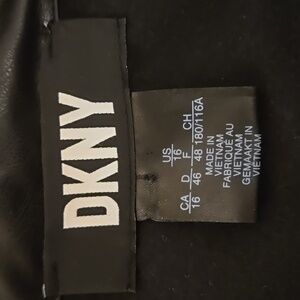 DKNY
US CA
16 16
D F CH
46 48 180/116A
MADE IN
VIETNAM
FABRIQUÉ AU
VIETNAM
GEMAAKT IN
VIETNAM